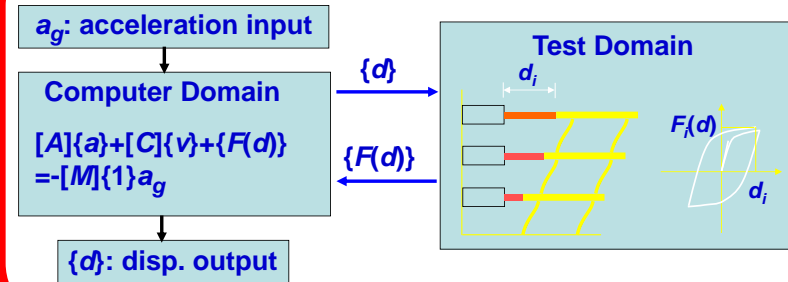 a_g: acceleration input
Computer Domain
[A]{a}+[C]{v}+{F(d)}
=-[M]{1}a_g
{d}: disp. output
{d}
{F(d)}
Test Domain
d_i
F_i(d)
d_i